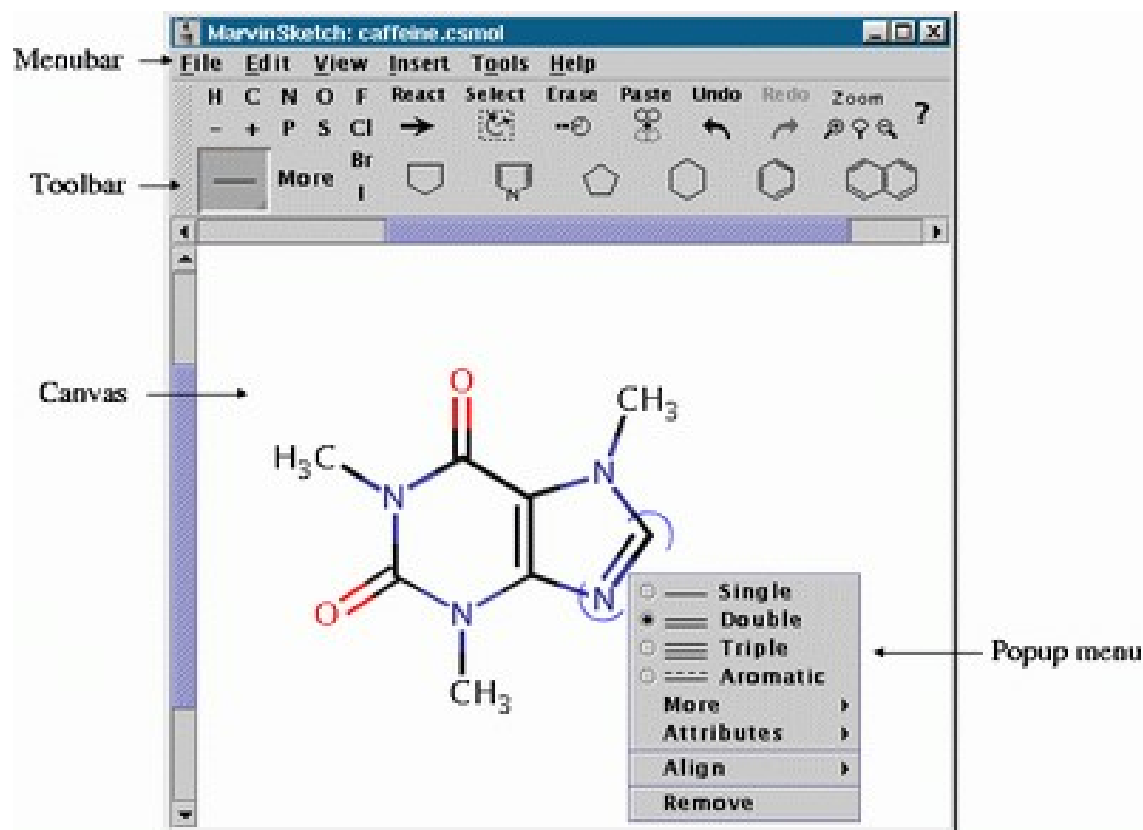 MarvinSketch: caffeine.csmol
Menubar
File Edit View Insert Tools Help
H C N O F React Select Erase Paste Undo Redo Zoom ?
- + P S Cl
Toolbar
More Br
I
N
Canvas
O
CH3
H3C
N
N
O
N
N
CH3
Single
Double
Triple
Aromatic
More
Attributes
Align
Remove
Popup menu